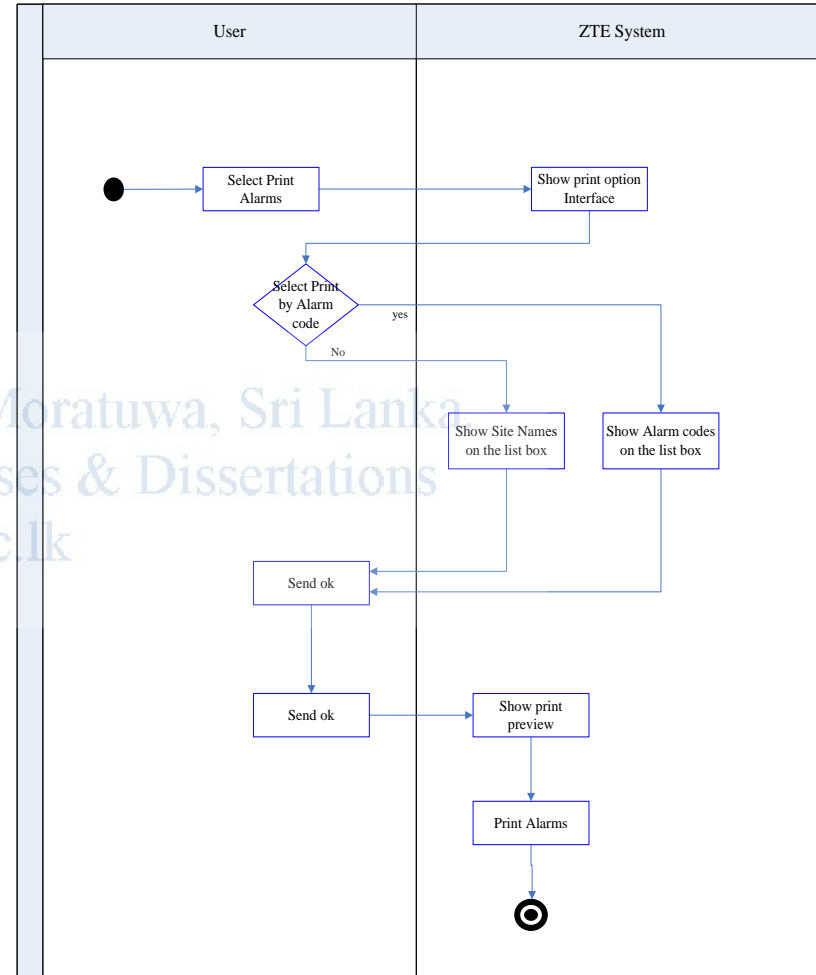 User
ZTE System
Select Print
Alarms
Show print option
Interface
Select Print
by Alarm
code
yes
No
Moratuwa, Sri Lanka.
Show Site Names
on the list box
Show Alarm codes
on the list box
ses & Dissertations
c.lk
Send ok
Send ok
Show print
preview
Print Alarms